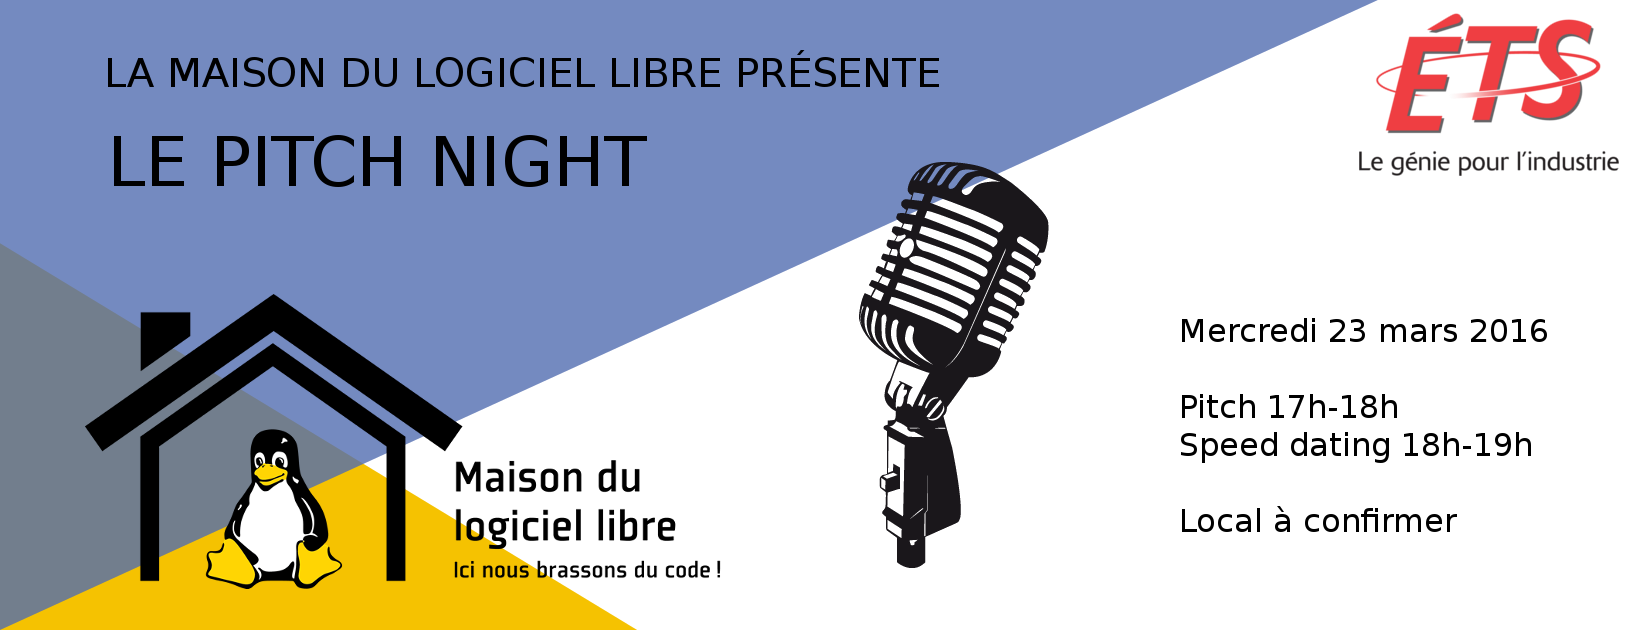 LA MAISON DU LOGICIEL LIBRE PRÉSENTE
LE PITCH NIGHT
ÉTS
Le génie pour l'industrie
Mercredi 23 mars 2016
Pitch 17h-18h
Speed dating 18h-19h
Local à confirmer
Maison du
logiciel libre
Ici nous brassons du code !